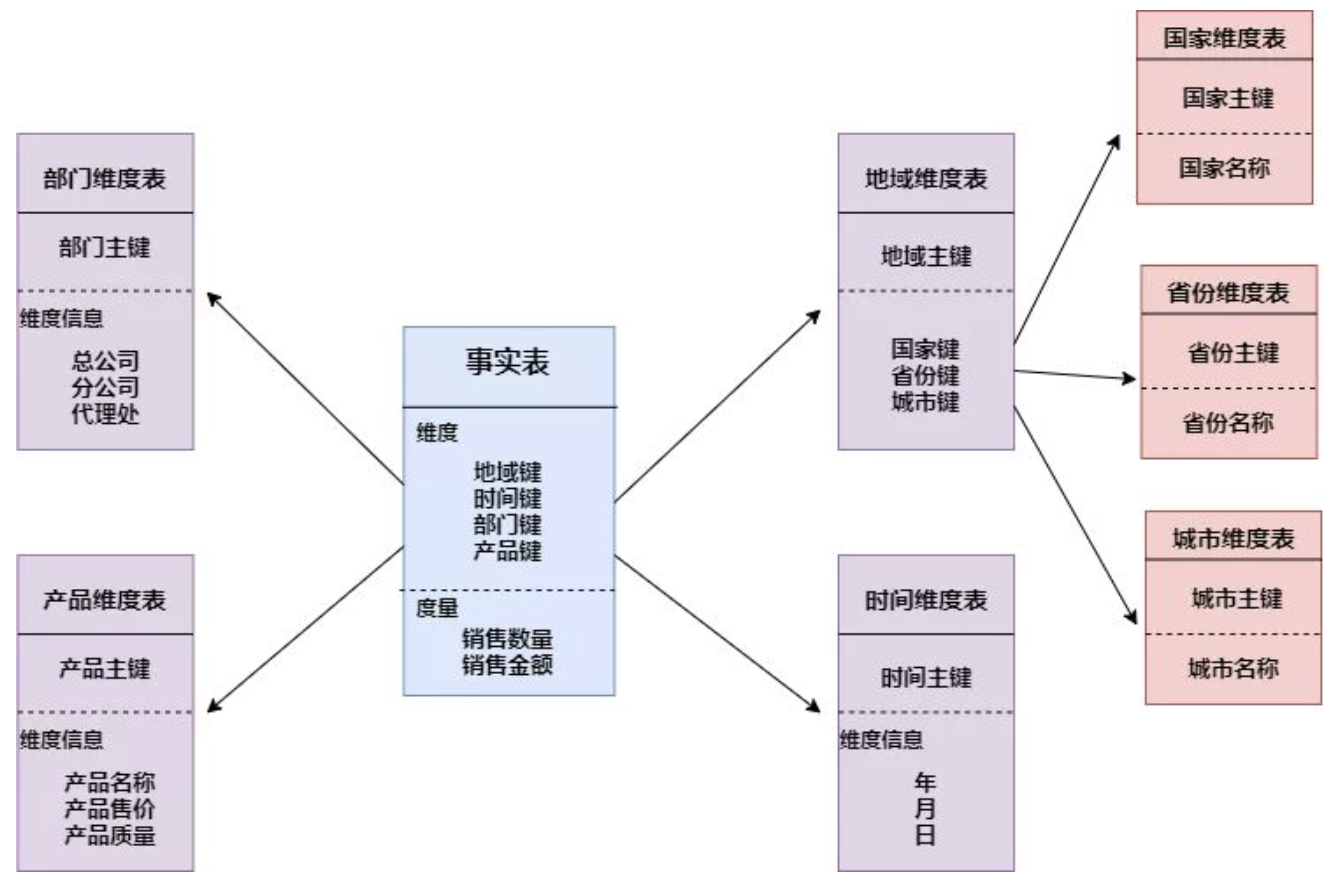 部门维度表
部门主键
维度信息
总公司
分公司
代理处
产品维度表
产品主键
维度信息
产品名称
产品售价
产品质量
事实表
维度
地域键
时间键
部门键
产品键
度量
销售数量
销售金额
地域维度表
地域主键
国家键
省份键
城市键
时间维度表
时间主键
维度信息
年
月
日
国家维度表
国家主键
国家名称
省份维度表
省份主键
省份名称
城市维度表
城市主键
城市名称